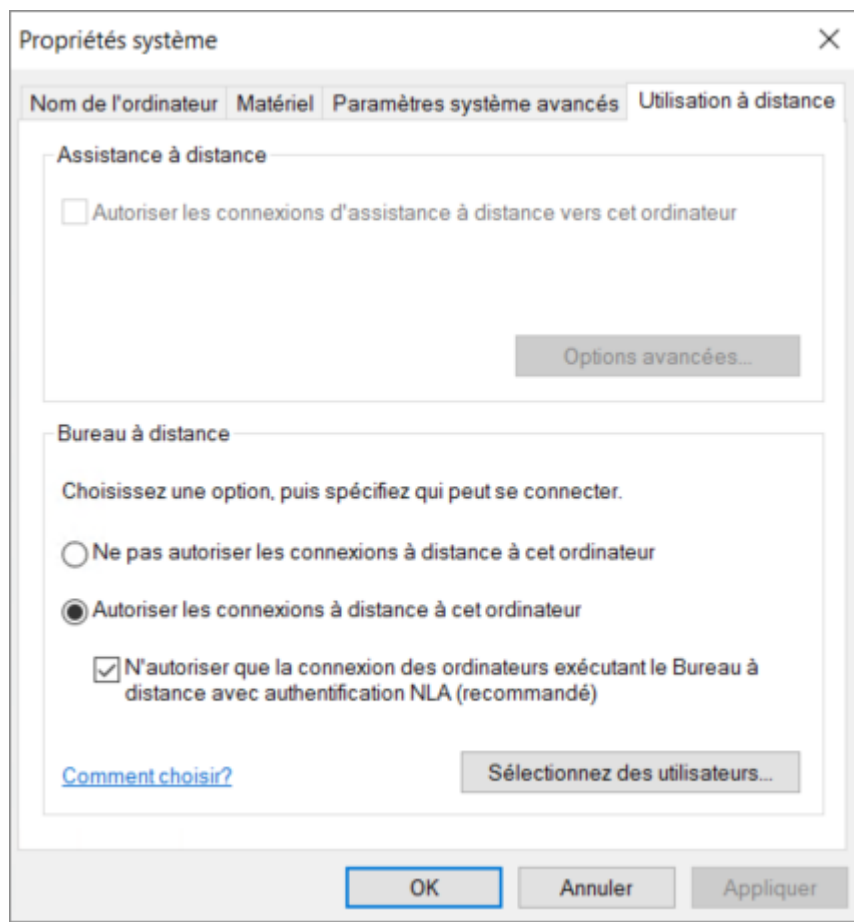 Propriétés système
Nom de l'ordinateur Matériel Paramètres système avancés Utilisation à distance
Assistance à distance
Autoriser les connexions d'assistance à distance vers cet ordinateur
Options avancées...
Bureau à distance
Choisissez une option, puis spécifiez qui peut se connecter.
Ne pas autoriser les connexions à distance à cet ordinateur
Autoriser les connexions à distance à cet ordinateur
N'autoriser que la connexion des ordinateurs exécutant le Bureau à
distance avec authentification NLA (recommandé)
Comment choisir?
Sélectionnez des utilisateurs...
OK Annuler Appliquer